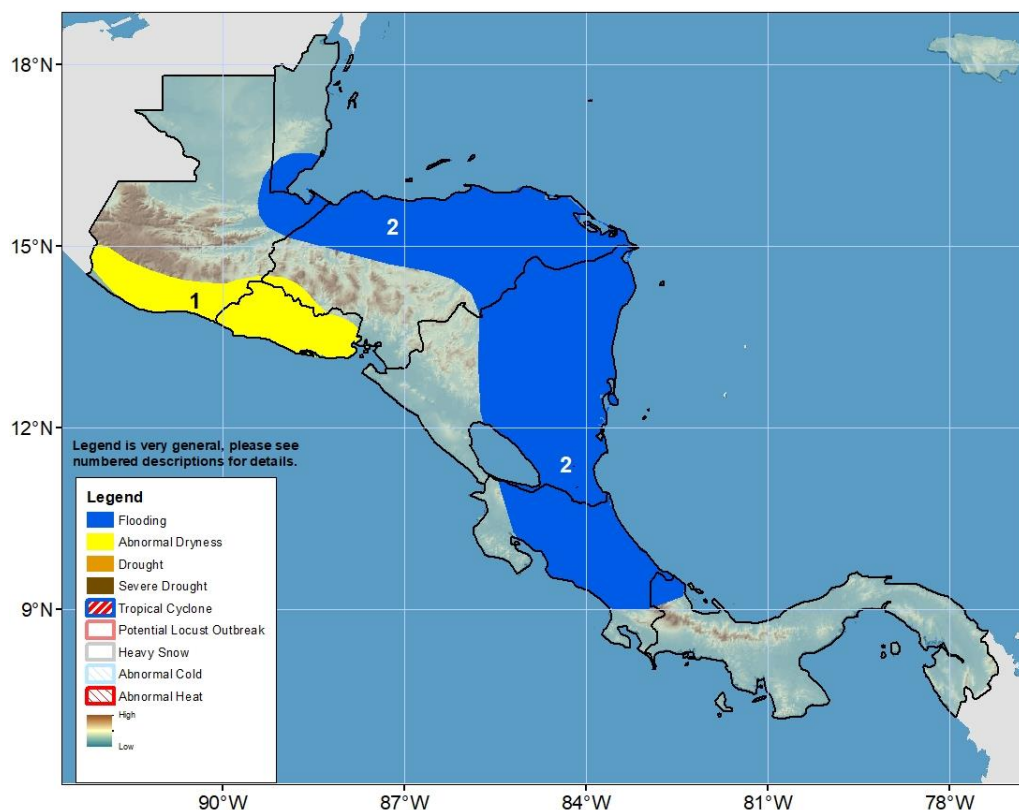 18°N
2
15°N
1
12°N
Legend is very general, please see
numbered descriptions for details.
2
Legend
Flooding
Abnormal Dryness
Drought
Severe Drought
Tropical Cyclone
Potential Locust Outbreak
Heavy Snow
Abnormal Cold
Abnormal Heat
High
Low
9°N
90°W
87°W
84°W
81°W
78°W